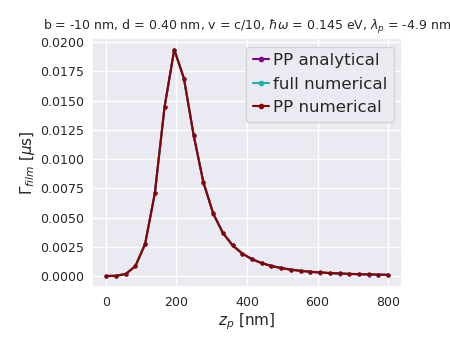 b = -10 nm, d = 0.40 nm, v = c/10, ℏω = 0.145 eV, λ_p = -4.9 nm
0.0200
0.0175
0.0150
0.0125
0.0100
0.0075
0.0050
0.0025
0.0000
Γ_film [μs]
PP analytical
full numerical
PP numerical
0 200 400 600 800
z_p [nm]